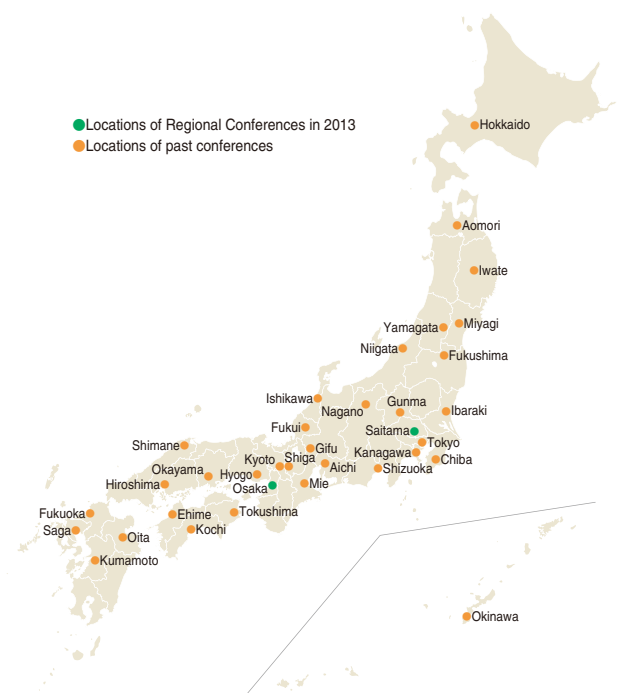 Locations of Regional Conferences in 2013
Locations of past conferences
Hokkaido
Aomori
Iwate
Yamagata
Miyagi
Niigata
Fukushima
Ishikawa
Nagano
Gunma
Ibaraki
Fukui
Saitama
Tokyo
Shimane
Gifu
Kanagawa
Chiba
Kyoto
Shiga
Aichi
Shizuoka
Okayama
Hyogo
Hiroshima
Osaka
Mie
Fukuoka
Ehime
Tokushima
Saga
Kochi
Oita
Kumamoto
Okinawa